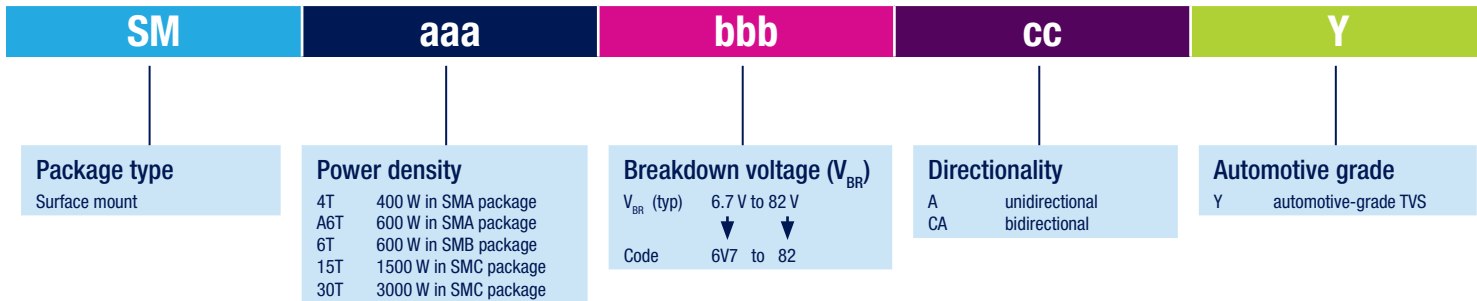 SM aaa bbb cc Y
Package type
Surface mount
Power density
4T 400 W in SMA package
A6T 600 W in SMA package
6T 600 W in SMB package
15T 1500 W in SMC package
30T 3000 W in SMC package
Breakdown voltage (VBR)
VBR (typ) 6.7 V to 82 V
Code 6V7 to 82
Directionality
A unidirectional
CA bidirectional
Automotive grade
Y automotive-grade TVS